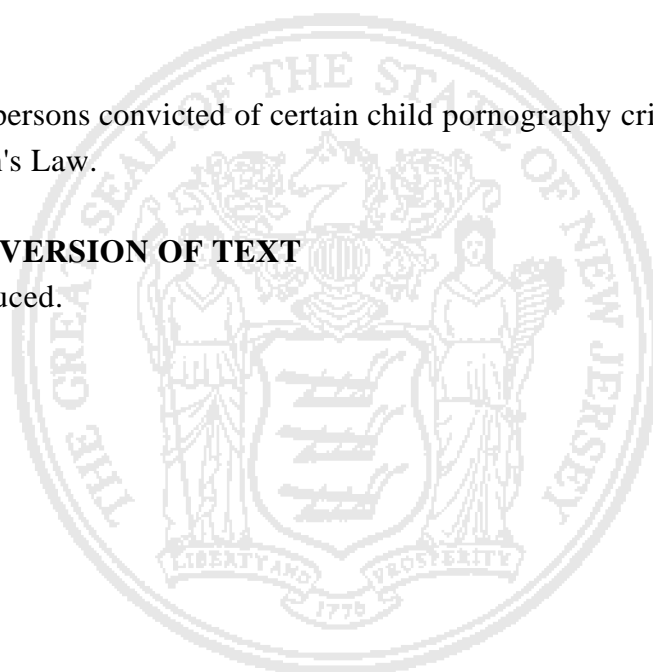 persons convicted of certain child pornography cri
n's Law.
VERSION OF TEXT
uced.
THE GREAT SEAL OF THE STATE OF NEW JERSEY
LIBERTY AND PROSPERITY
1776